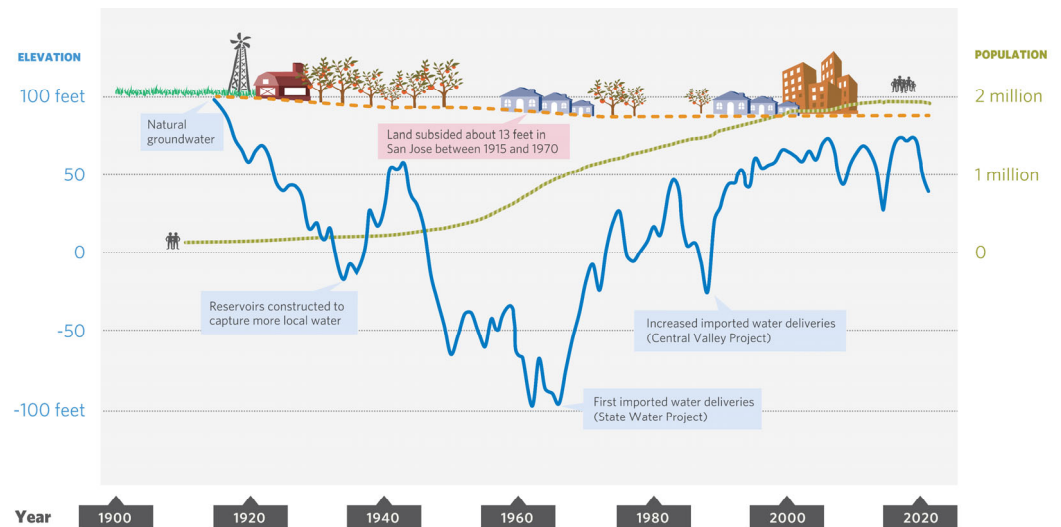 ELEVATION
POPULATION
100 feet
2 million
Natural
groundwater
Land subsided about 13 feet in
San Jose between 1915 and 1970
50
1 million
0
0
Reservoirs constructed to
capture more local water
-50
Increased imported water deliveries
(Central Valley Project)
-100 feet
First imported water deliveries
(State Water Project)
Year
1900
1920
1940
1960
1980
2000
2020